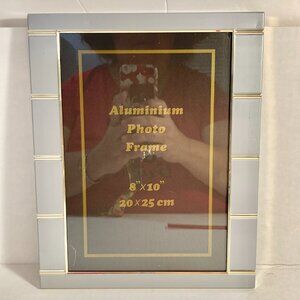 Aluminium
Photo
Frame
8"x10"
20x25 cm